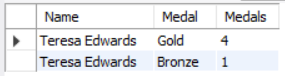 Name Medal Medals
Teresa Edwards Gold 4
Teresa Edwards Bronze 1